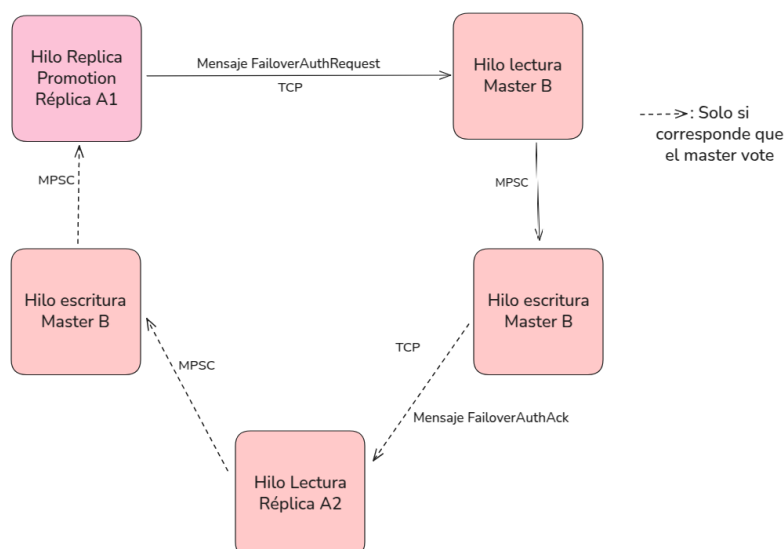 Hilo Replica
Promotion
Réplica A1
Mensaje FailoverAuthRequest
TCP
Hilo lectura
Master B
: Solo si
corresponde que
el master vote
MPSC
MPSC
Hilo escritura
Master B
Hilo escritura
Master B
TCP
MPSC
Mensaje FailoverAuthAck
Hilo Lectura
Réplica A2